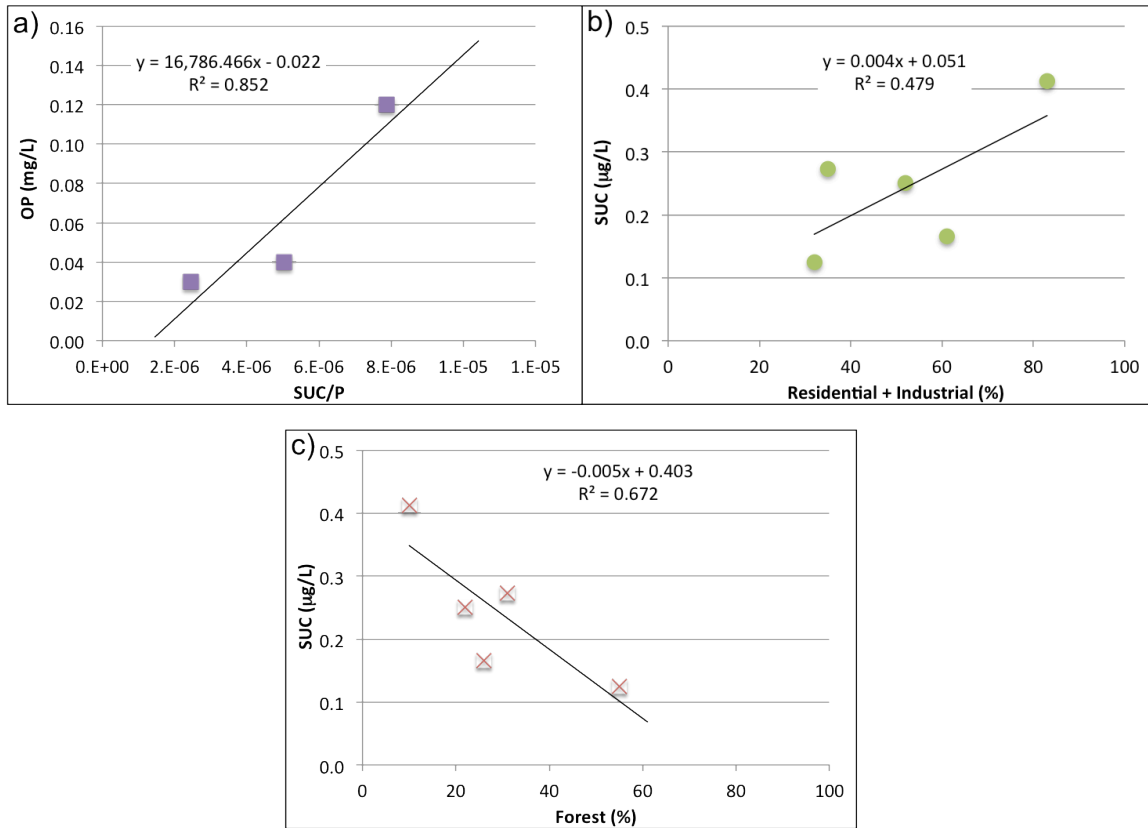 a)
y = 16,786.466x - 0.022
R² = 0.852
OP (mg/L)
0.16
0.14
0.12
0.10
0.08
0.06
0.04
0.02
0.00
0.E+00 2.E-06 4.E-06 6.E-06 8.E-06 1.E-05 1.E-05
SUC/P
b)
y = 0.004x + 0.051
R² = 0.479
SUC (µg/L)
0.5
0.4
0.3
0.2
0.1
0.0
0 20 40 60 80 100
Residential + Industrial (%)
c)
y = -0.005x + 0.403
R² = 0.672
SUC (µg/L)
0.5
0.4
0.3
0.2
0.1
0.0
0 20 40 60 80 100
Forest (%)